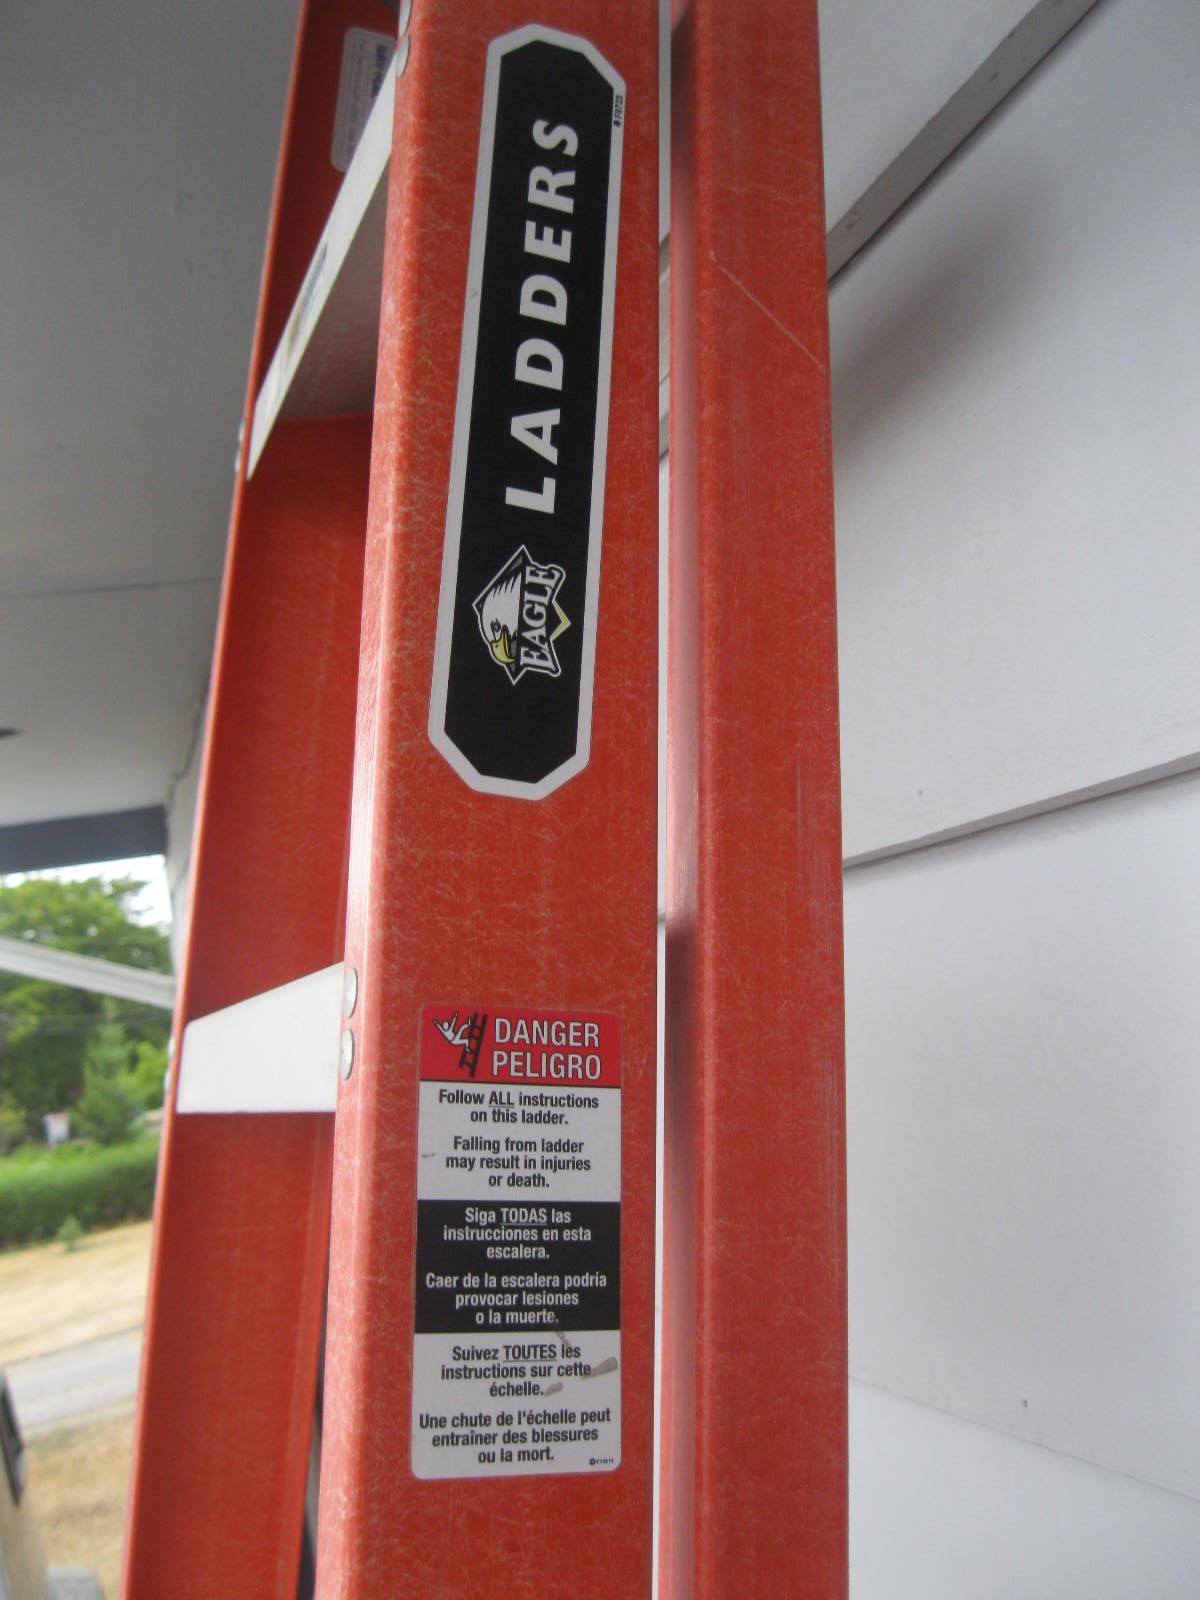 EAGLE LADDERS
DANGER
PELIGRO
Follow ALL instructions
on this ladder.
Falling from ladder
may result in injuries
or death.
Siga TODAS las
instrucciones en esta
escalera.
Caer de la escalera podria
provocar lesiones
o la muerte.
Suivez TOUTES les
instructions sur cette
échelle.
Une chute de l'échelle peut
entraîner des blessures
ou la mort.